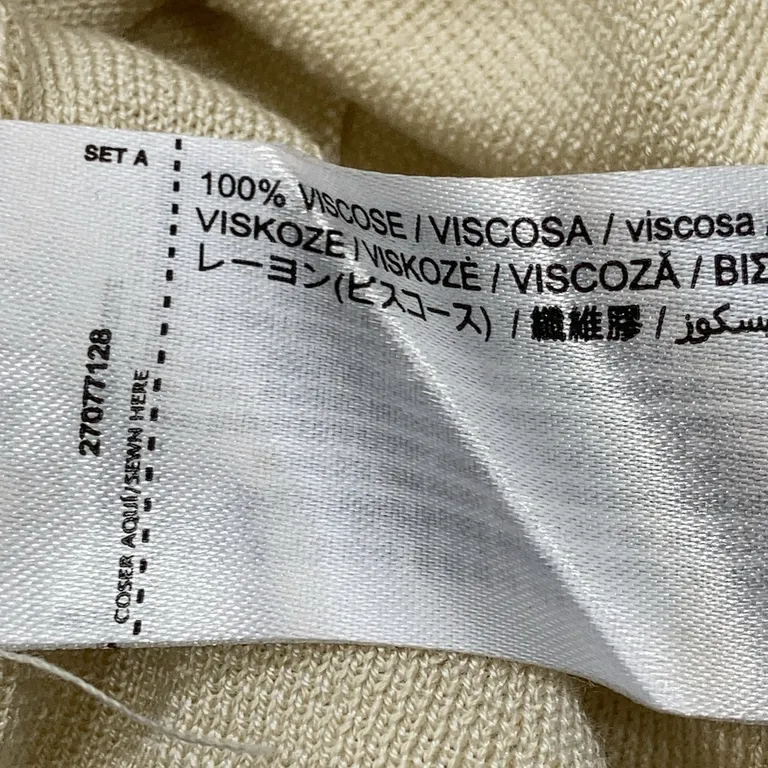 SET A
100% VISCOSE / VISCOSA / viscosa /
VISKOZE / VISKOZĖ / VISCOZĂ / ΒΙΣ
レーヨン(ビスコース) / 纖維膠 / يسكوز
27077128
COSER AQUÍ/SEWN HERE